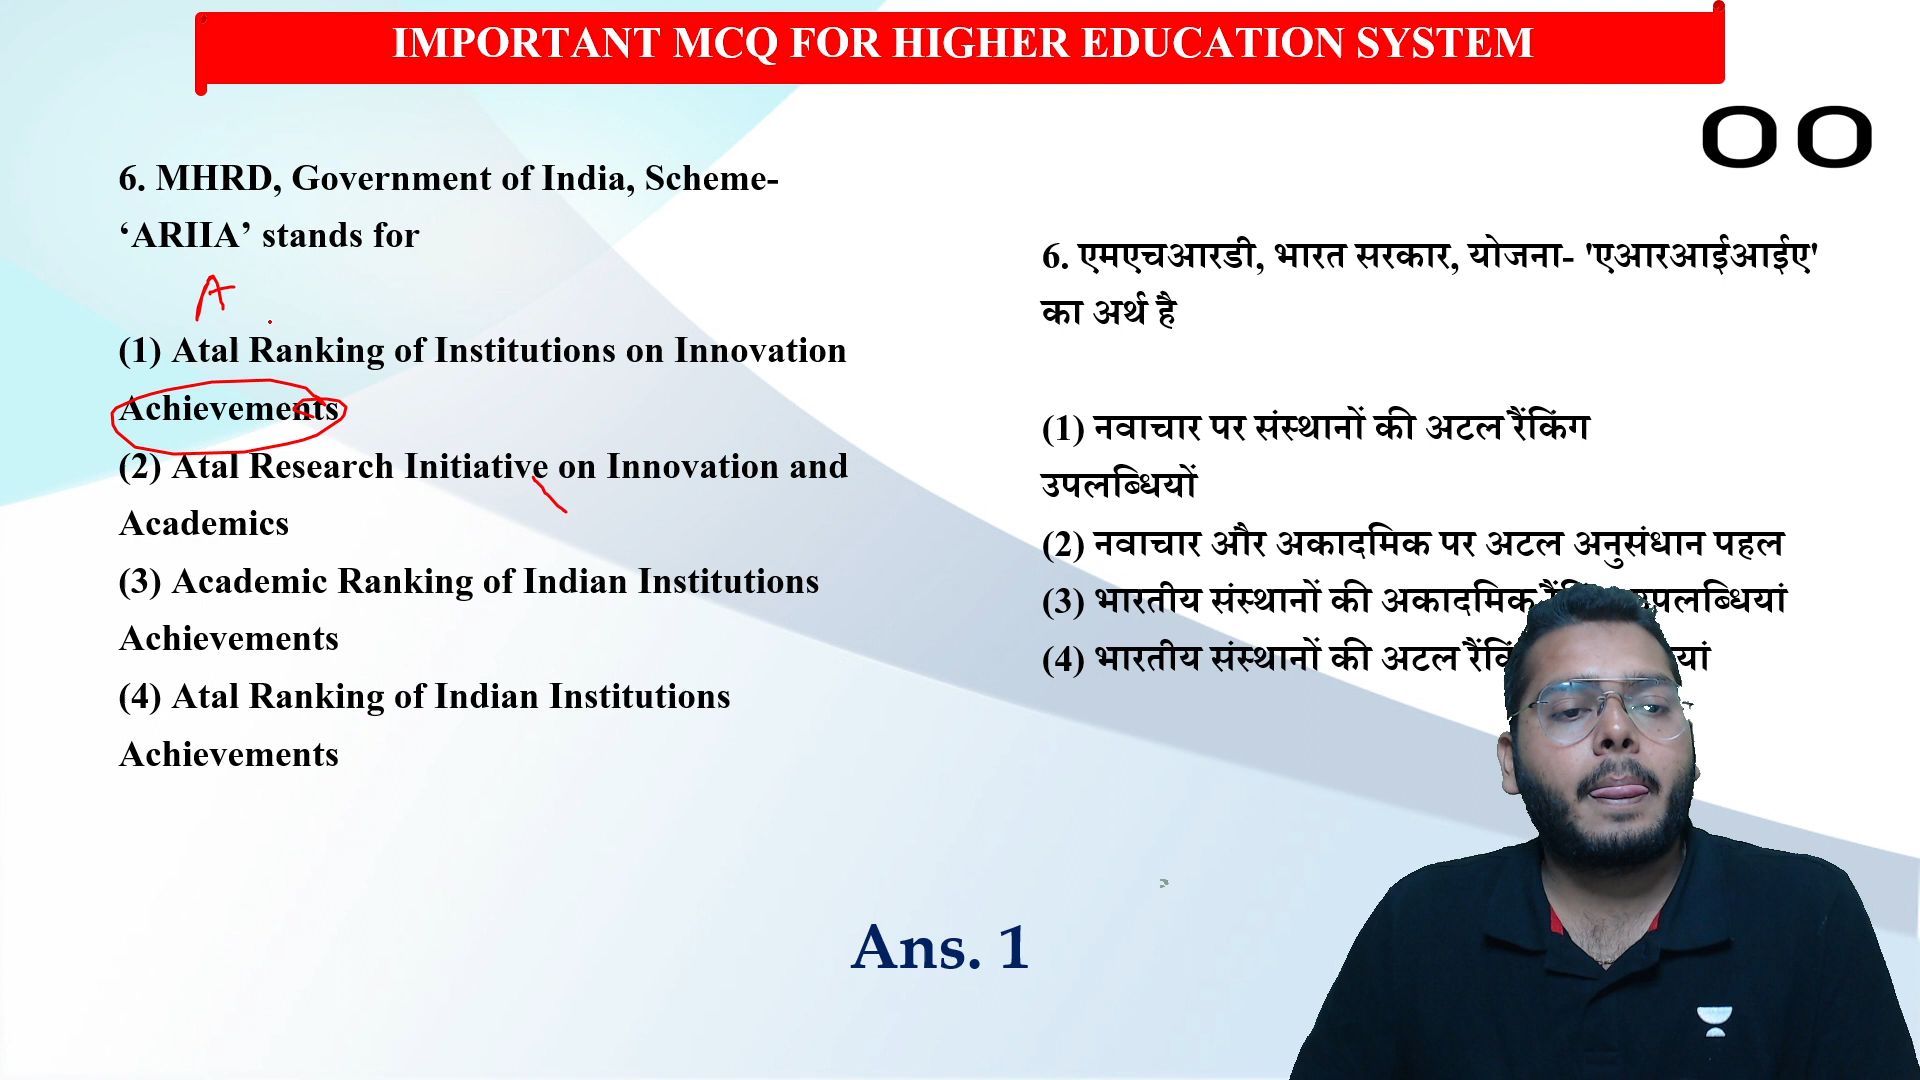 IMPORTANT MCQ FOR HIGHER EDUCATION SYSTEM
00
6. MHRD, Government of India, Scheme-
‘ARIIA’ stands for
A
(1) Atal Ranking of Institutions on Innovation
Achievements
(2) Atal Research Initiative on Innovation and
Academics
(3) Academic Ranking of Indian Institutions
Achievements
(4) Atal Ranking of Indian Institutions
Achievements
6. एमएचआरडी, भारत सरकार, योजना- 'एआरआईआईए'
का अर्थ है
(1) नवाचार पर संस्थानों की अटल रैंकिंग
उपलब्धियों
(2) नवाचार और अकादमिक पर अटल अनुसंधान पहल
(3) भारतीय संस्थानों की अकादमिक उपलब्धियां
(4) भारतीय संस्थानों की अटल
Ans. 1